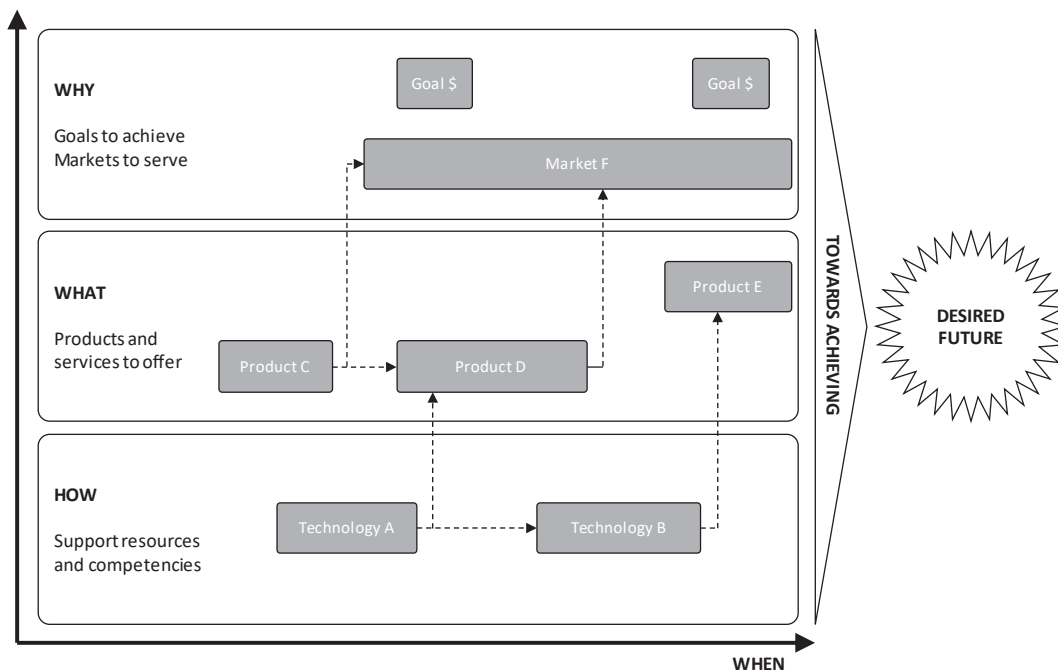 WHY
Goals to achieve
Markets to serve
Goal $
Goal $
Market F
WHAT
Products and
services to offer
Product C
Product D
Product E
HOW
Support resources
and competencies
Technology A
Technology B
TOWARDS ACHIEVING
DESIRED
FUTURE
WHEN